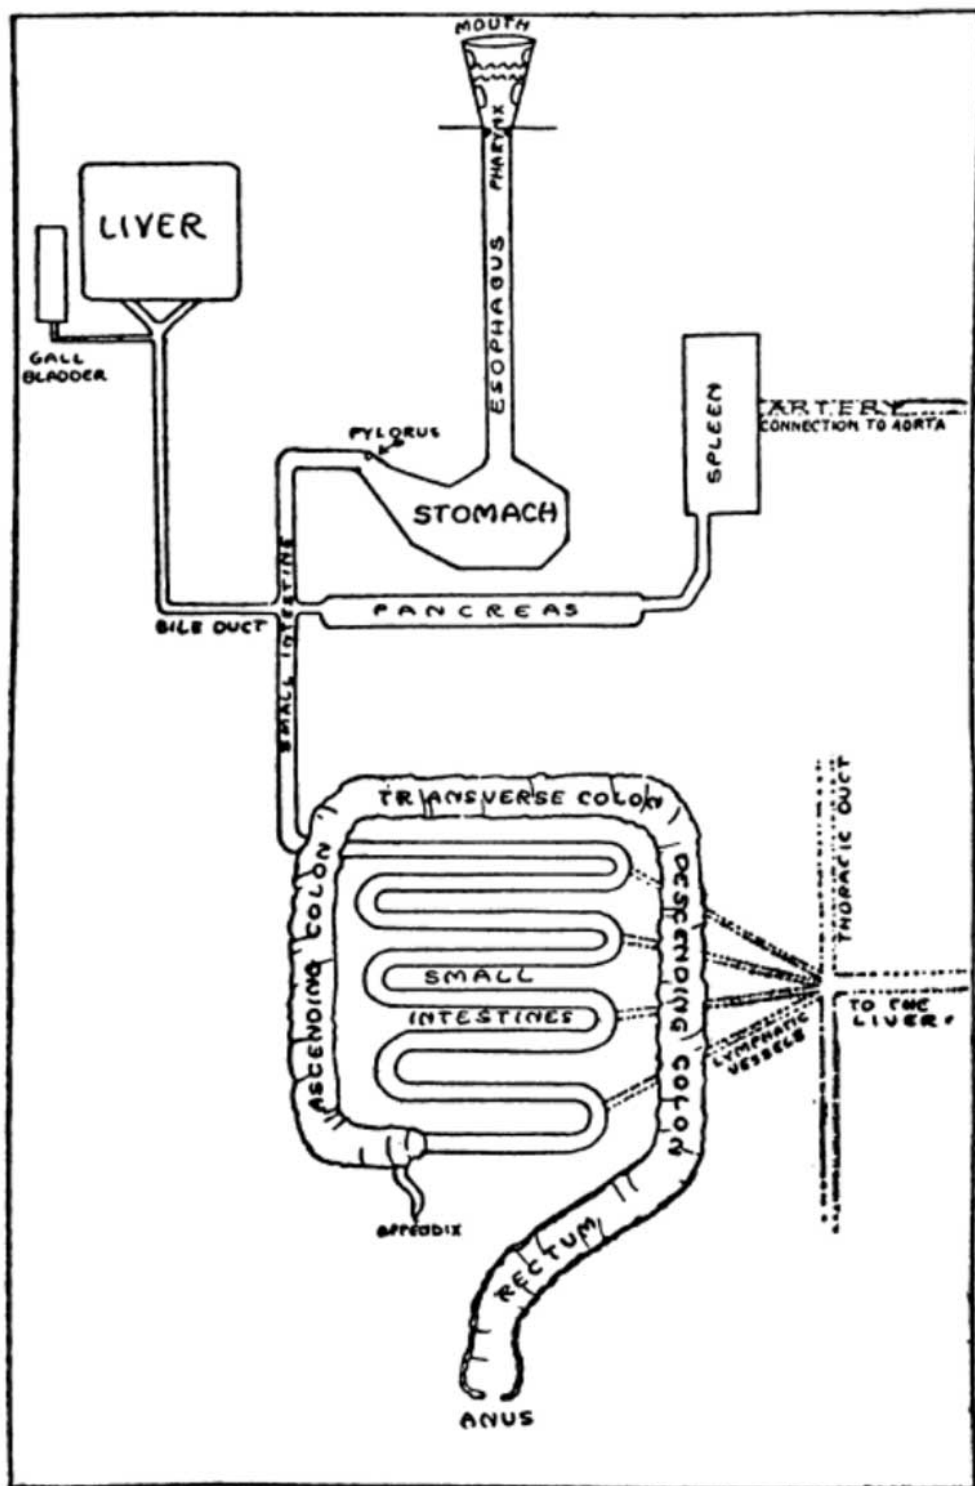 MOUTH
PHARYNX
LIVER
ESOPHAGUS
GALL
BLADDER
SPLEEN
ARTERY
CONNECTION TO AORTA
PYLORUS
STOMACH
SMALL INTESTINE
PANCREAS
BILE DUCT
TRANSVERSE COLON
THORACIC DUCT
ASCENDING COLON
DESCENDING COLON
SMALL
INTESTINES
TO THE
LIVER.
LYMPHATIC
VESSELS
APPENDIX
RECTUM
ANUS